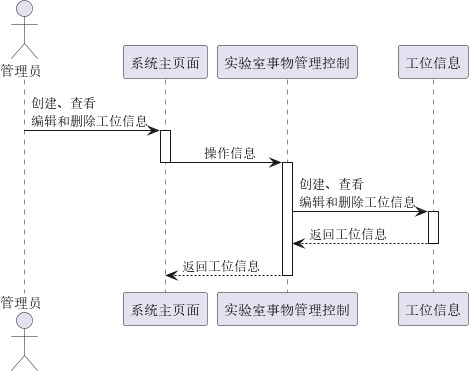 管理员
系统主页面
实验室事物管理控制
工位信息
创建、查看
编辑和删除工位信息
操作信息
创建、查看
编辑和删除工位信息
返回工位信息
返回工位信息
管理员
系统主页面
实验室事物管理控制
工位信息